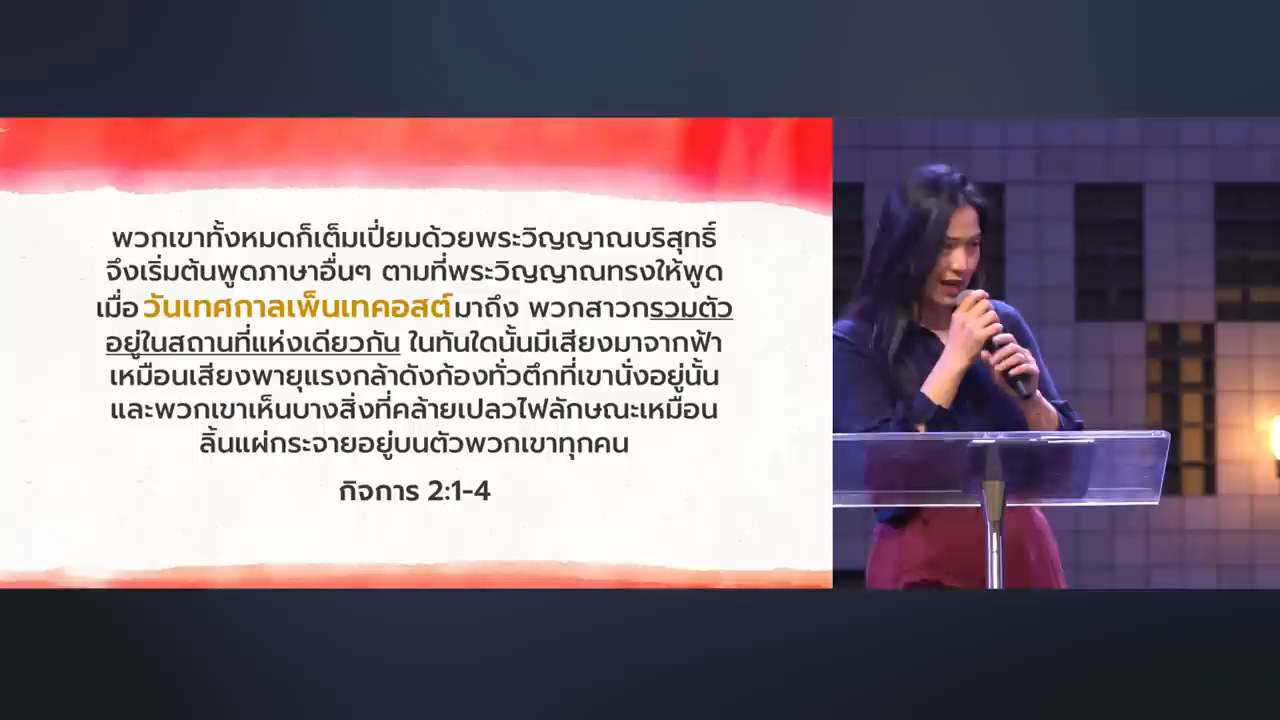 พวกเขาทั้งหมดก็เต็มเปี่ยมด้วยพระวิญญาณบริสุทธิ์
จึงเริ่มต้นพูดภาษาอื่นๆ ตามที่พระวิญญาณทรงให้พูด
เมื่อ วันเทศกาลเพ็นเทคอสต์มาถึง พวกสาวกรวมตัว
อยู่ในสถานที่แห่งเดียวกัน ในทันใดนั้นมีเสียงมาจากฟ้า
เหมือนเสียงพายุแรงกล้าดังก้องทั่วตึกที่เขานั่งอยู่นั้น
และพวกเขาเห็นบางสิ่งที่คล้ายเปลวไฟลักษณะเหมือน
ลิ้นแผ่กระจายอยู่บนตัวพวกเขาทุกคน
กิจการ 2:1-4